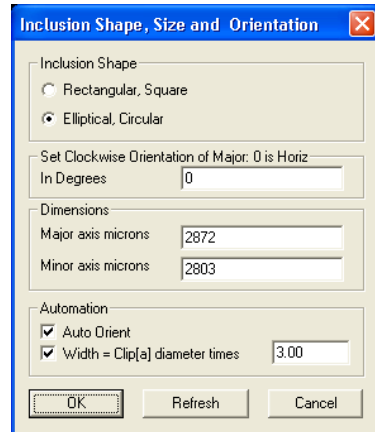 Inclusion Shape, Size and Orientation
Inclusion Shape
Rectangular, Square
Elliptical, Circular
Set Clockwise Orientation of Major: 0 is Horiz
In Degrees 0
Dimensions
Major axis microns 2872
Minor axis microns 2803
Automation
Auto Orient
Width = Clip[a] diameter times 3.00
OK Refresh Cancel